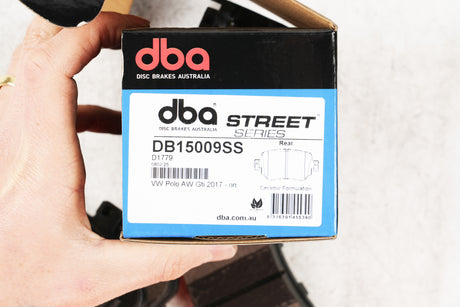 dba
DISC BRAKES AUSTRALIA
dba STREET
DISC BRAKES AUSTRALIA SERIES
DB15009SS
Rear
D1779
VW Polo AW Gti 2017 - on
Ceramic Formulation
dba.com.au